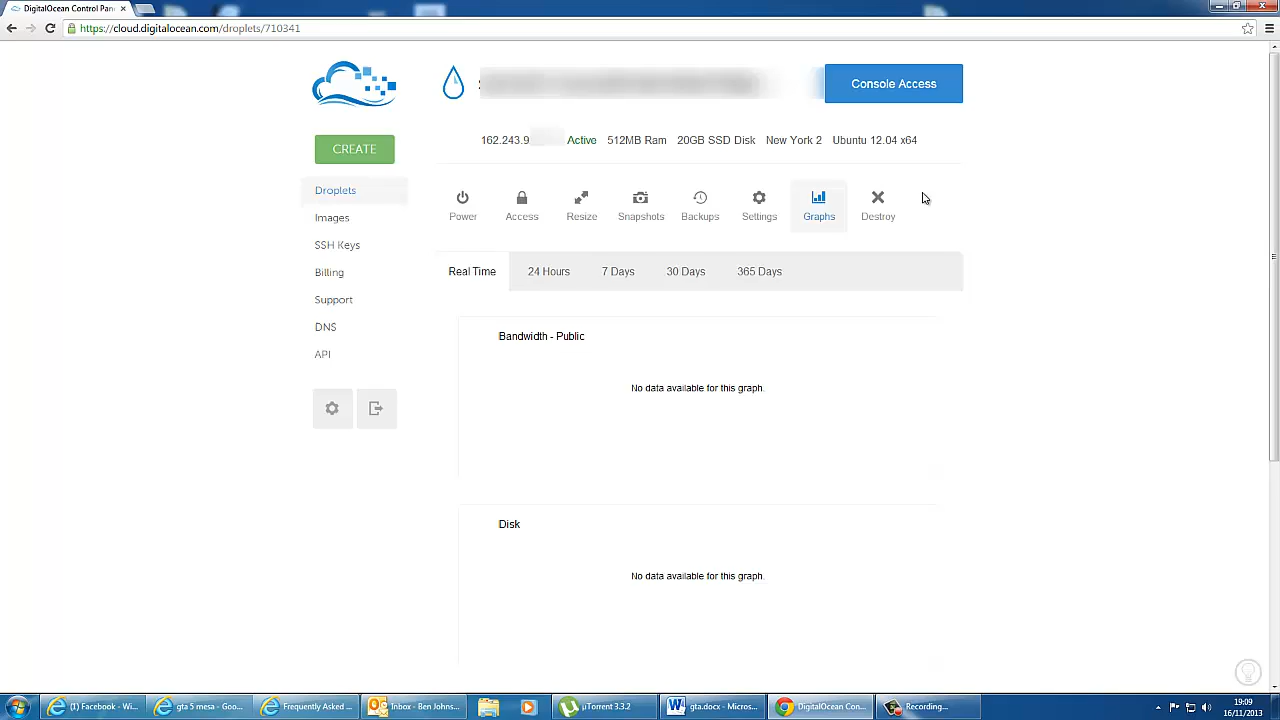 DigitalOcean Control Pan
https://cloud.digitalocean.com/droplets/710341
Console Access
CREATE
162.243.9
Active
512MB Ram
20GB SSD Disk
New York 2
Ubuntu 12.04 x64
Droplets
Images
SSH Keys
Billing
Support
DNS
API
Power
Access
Resize
Snapshots
Backups
Settings
Graphs
Destroy
Real Time
24 Hours
7 Days
30 Days
365 Days
Bandwidth - Public
No data available for this graph.
Disk
No data available for this graph.
(1) Facebook - Wi...
gta 5 mesa - Goo...
Frequently Asked ...
Inbox - Ben Johns...
µTorrent 3.3.2
gta.docx - Micros...
DigitalOcean Con...
Recording...
19:09
16/11/2013